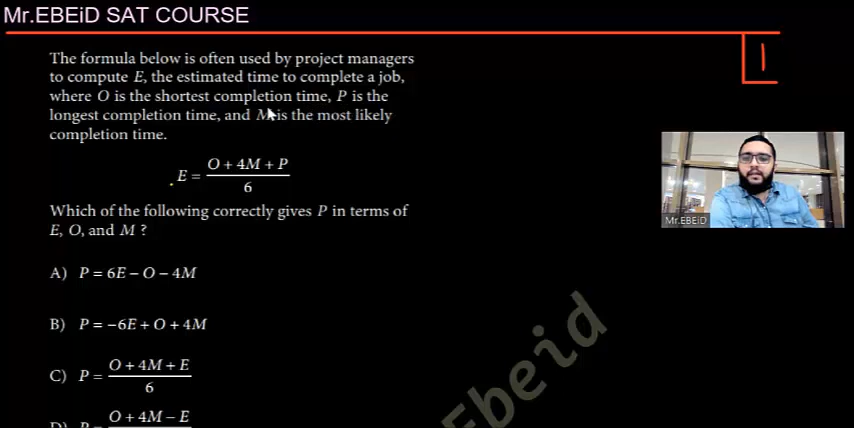 Mr.EBEiD SAT COURSE
1
The formula below is often used by project managers
to compute E, the estimated time to complete a job,
where O is the shortest completion time, P is the
longest completion time, and M is the most likely
completion time.
E = (O + 4M + P)/6
Which of the following correctly gives P in terms of
E, O, and M ?
Mr.EBEiD
A) P = 6E − O − 4M
B) P = −6E + O + 4M
C) P = (O + 4M + E)/6
D) P = O + 4M − E
Ebeid